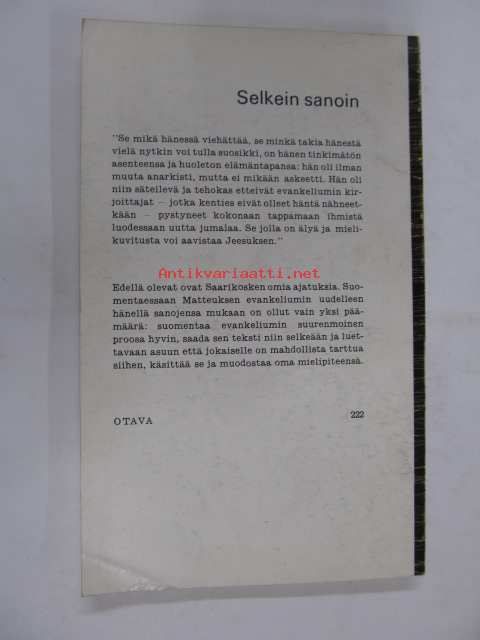 Selkein sanoin
"Se mikä hänessä viehättää, se minkä takia hänestä
vielä nytkin voi tulla suosikki, on hänen tinkimätön
asenteensa ja huoleton elämäntapansa: hän oli ilman
muuta anarkisti, mutta ei mikään askeetti. Hän oli
niin säteilevä ja tehokas etteivät evankeliumin kir-
joittajat – jotka kenties eivät olleet häntä nähneet-
kään – pystyneet kokonaan tappamaan ihmistä
luodessaan uutta jumalaa. Se jolla on älyä ja mieli-
kuvitusta voi aavistaa Jeesuksen."
Antikvariaatti.net
Edellä olevat ovat Saarikosken omia ajatuksia. Suo-
mentaessaan Matteuksen evankeliumin uudelleen
hänellä sanojensa mukaan on ollut vain yksi pää-
määrä: suomentaa evankeliumin suurenmoinen
proosa hyvin, saada sen teksti niin selkeään ja luet-
tavaan asuun että jokaiselle on mahdollista tarttua
siihen, käsittää se ja muodostaa oma mielipiteensä.
OTAVA 222